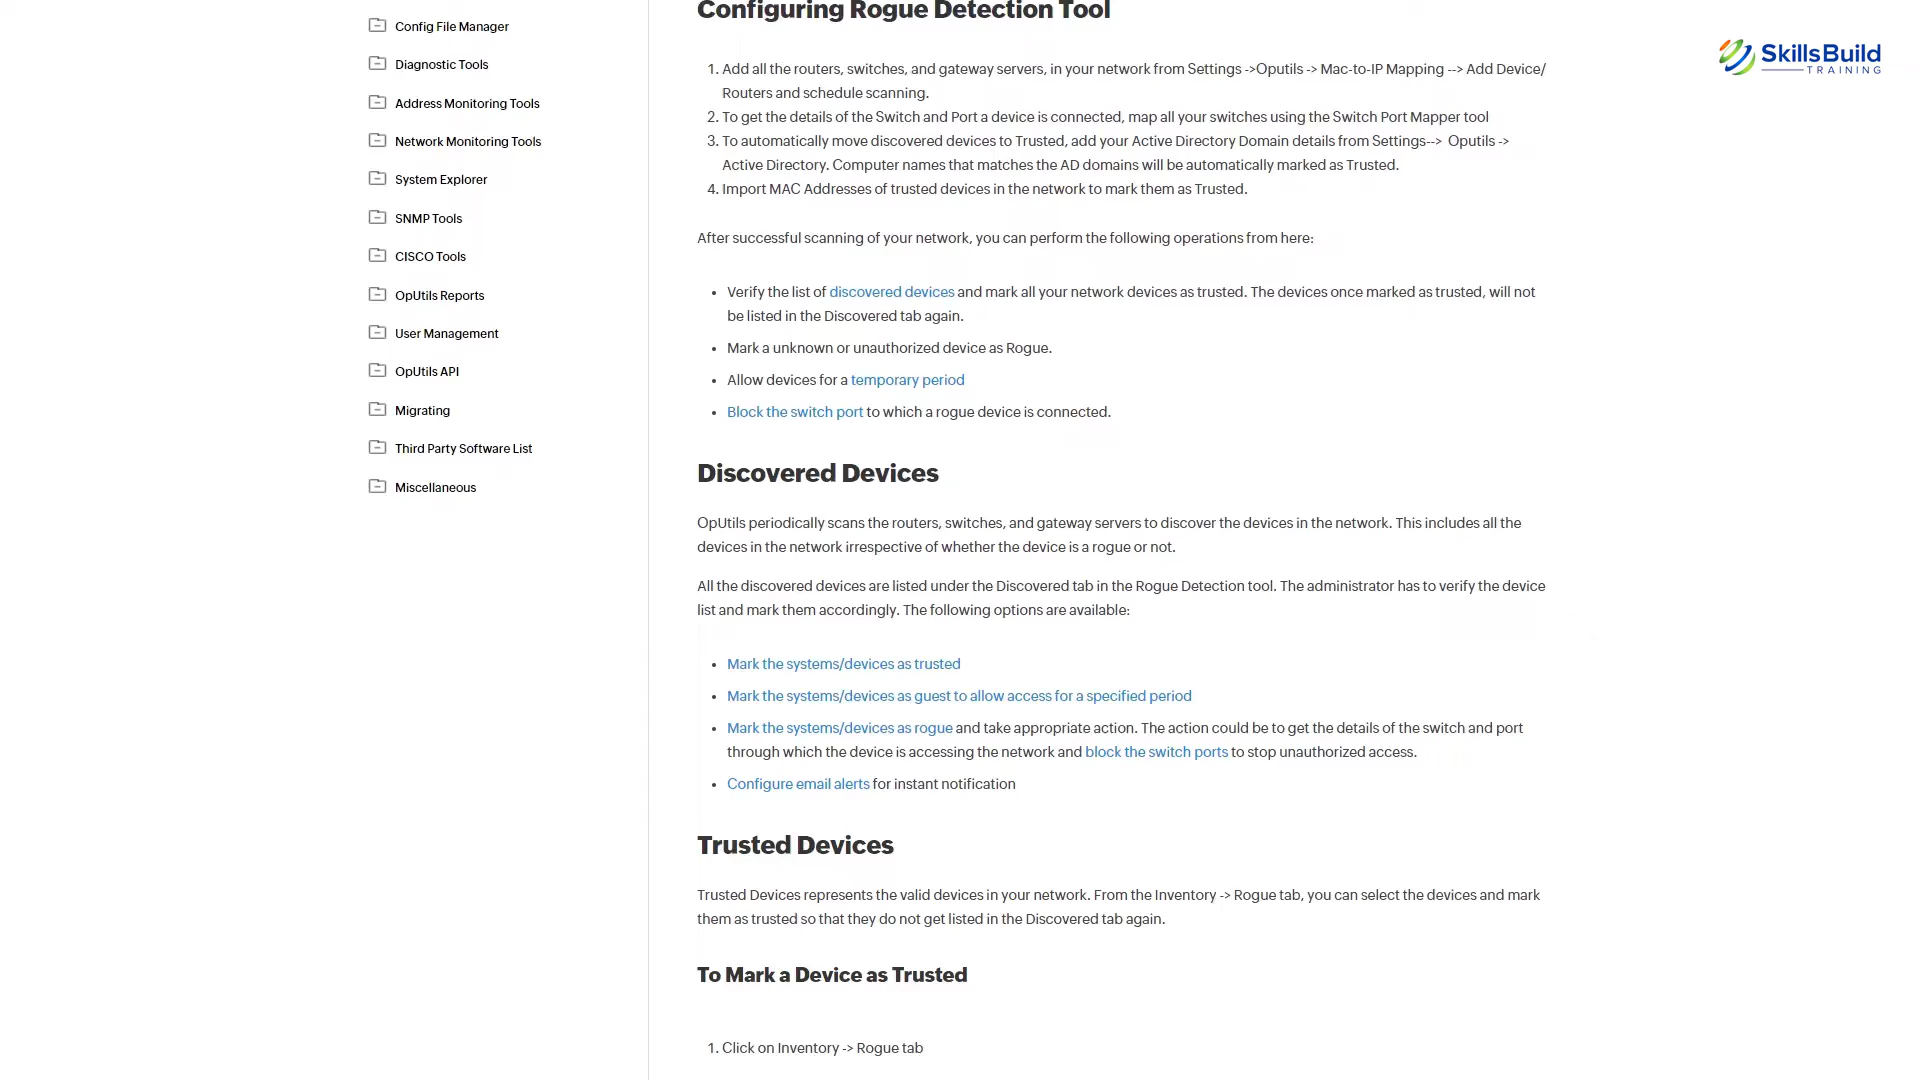 Config File Manager
Diagnostic Tools
Address Monitoring Tools
Network Monitoring Tools
System Explorer
SNMP Tools
CISCO Tools
OpUtils Reports
User Management
OpUtils API
Migrating
Third Party Software List
Miscellaneous
Configuring Rogue Detection Tool
1. Add all the routers, switches, and gateway servers, in your network from Settings ->Oputils -> Mac-to-IP Mapping --> Add Device/
Routers and schedule scanning.
2. To get the details of the Switch and Port a device is connected, map all your switches using the Switch Port Mapper tool
3. To automatically move discovered devices to Trusted, add your Active Directory Domain details from Settings--> Oputils ->
Active Directory. Computer names that matches the AD domains will be automatically marked as Trusted.
4. Import MAC Addresses of trusted devices in the network to mark them as Trusted.
After successful scanning of your network, you can perform the following operations from here:
• Verify the list of discovered devices and mark all your network devices as trusted. The devices once marked as trusted, will not
be listed in the Discovered tab again.
• Mark a unknown or unauthorized device as Rogue.
• Allow devices for a temporary period
• Block the switch port to which a rogue device is connected.
Discovered Devices
OpUtils periodically scans the routers, switches, and gateway servers to discover the devices in the network. This includes all the
devices in the network irrespective of whether the device is a rogue or not.
All the discovered devices are listed under the Discovered tab in the Rogue Detection tool. The administrator has to verify the device
list and mark them accordingly. The following options are available:
• Mark the systems/devices as trusted
• Mark the systems/devices as guest to allow access for a specified period
• Mark the systems/devices as rogue and take appropriate action. The action could be to get the details of the switch and port
through which the device is accessing the network and block the switch ports to stop unauthorized access.
• Configure email alerts for instant notification
Trusted Devices
Trusted Devices represents the valid devices in your network. From the Inventory -> Rogue tab, you can select the devices and mark
them as trusted so that they do not get listed in the Discovered tab again.
To Mark a Device as Trusted
1. Click on Inventory -> Rogue tab
SkillsBuild
TRAINING